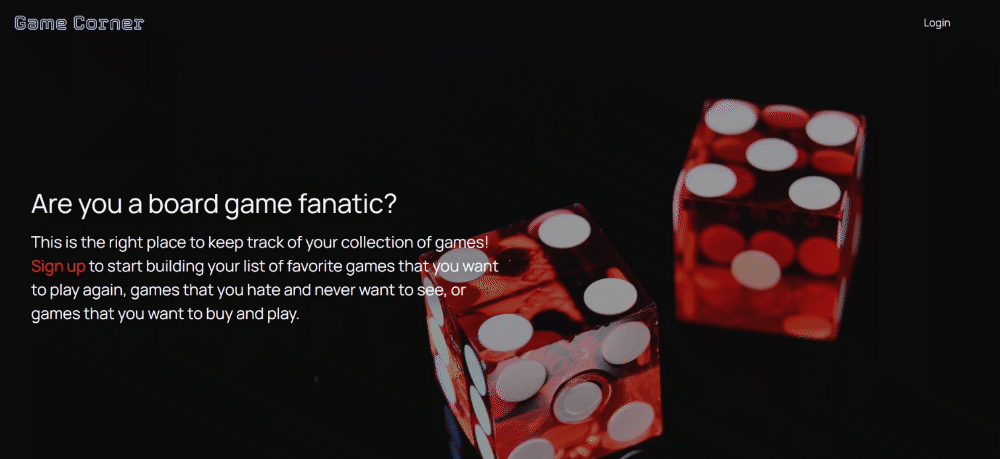 Game Corner
Login
Are you a board game fanatic?
This is the right place to keep track of your collection of games!
Sign up to start building your list of favorite games that you want
to play again, games that you hate and never want to see, or
games that you want to buy and play.